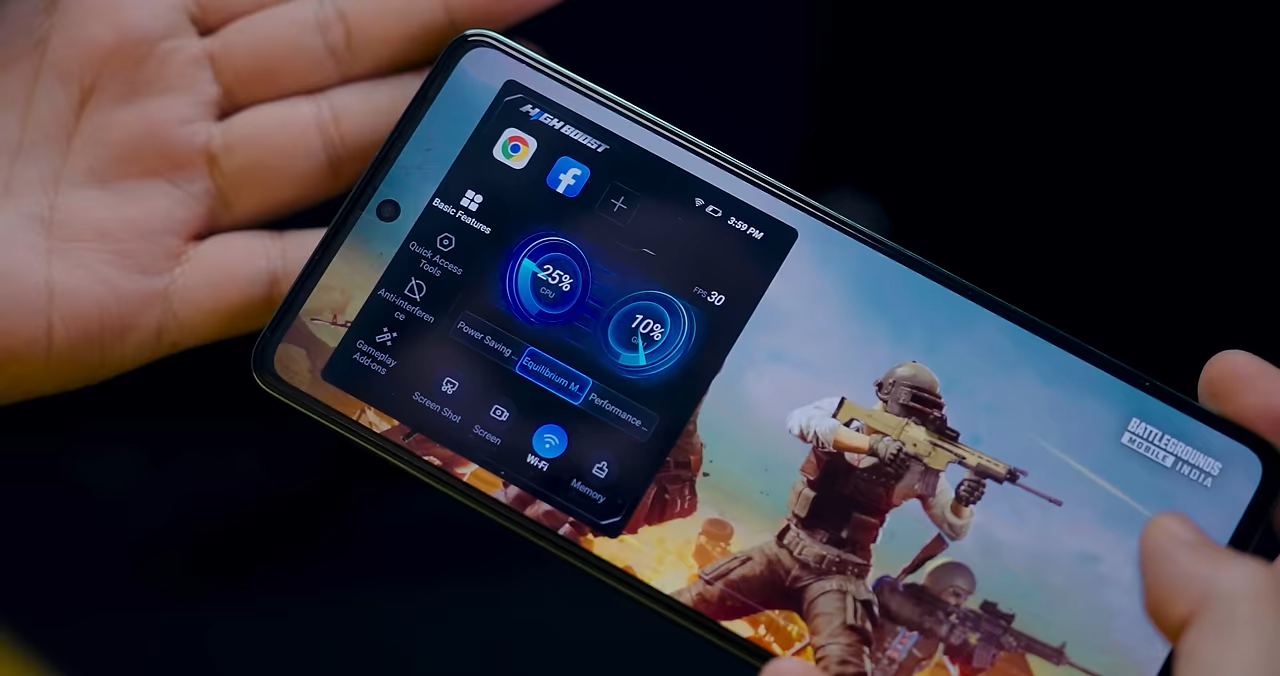 HIGH BOOST
3:59 PM
Basic Features
Quick Access
Tools
Anti-interferen
ce
Gameplay
Add-ons
25%
CPU
10%
FPS 30
Power Saving ...
Equilibrium M...
Performance...
Screen Shot
Screen
Wi-Fi
Memory
BATTLEGROUNDS
MOBILE INDIA